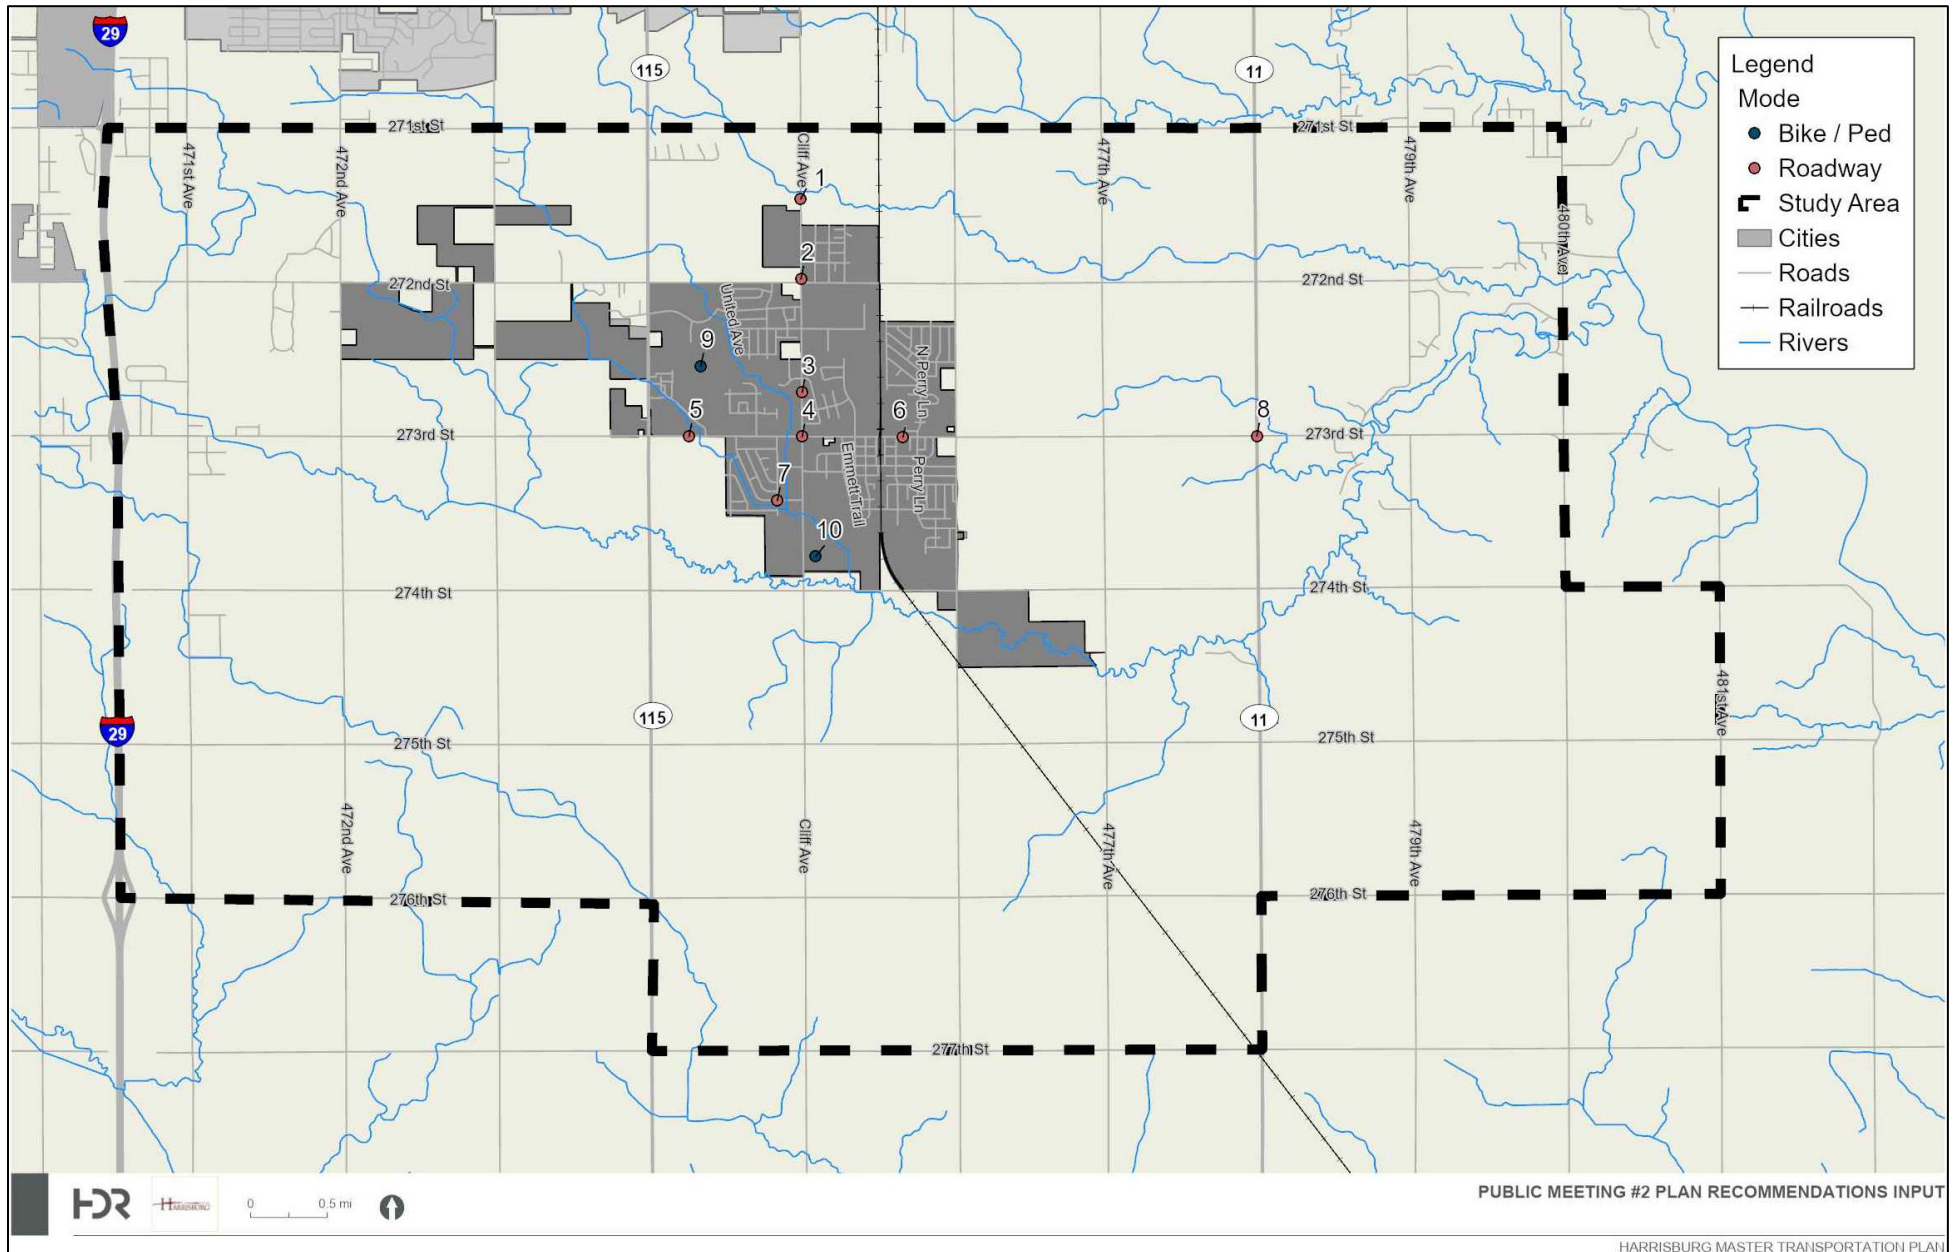 29
115
11
Legend
Mode
Bike / Ped
Roadway
Study Area
Cities
Roads
Railroads
Rivers
271st St
271st St
471st Ave
472nd Ave
Cliff Ave
477th Ave
479th Ave
480th Ave
1
2
272nd St
272nd St
United Ave
9
3
N Perry Ln
5
4
6
8
273rd St
273rd St
7
Emmett Trail
Perry Ln
10
274th St
274th St
481st Ave
29
115
11
275th St
275th St
472nd Ave
Cliff Ave
477th Ave
479th Ave
276th St
276th St
277th St
HDR
HARRISBURG
0 0.5 mi
PUBLIC MEETING #2 PLAN RECOMMENDATIONS INPUT
HARRISBURG MASTER TRANSPORTATION PLAN